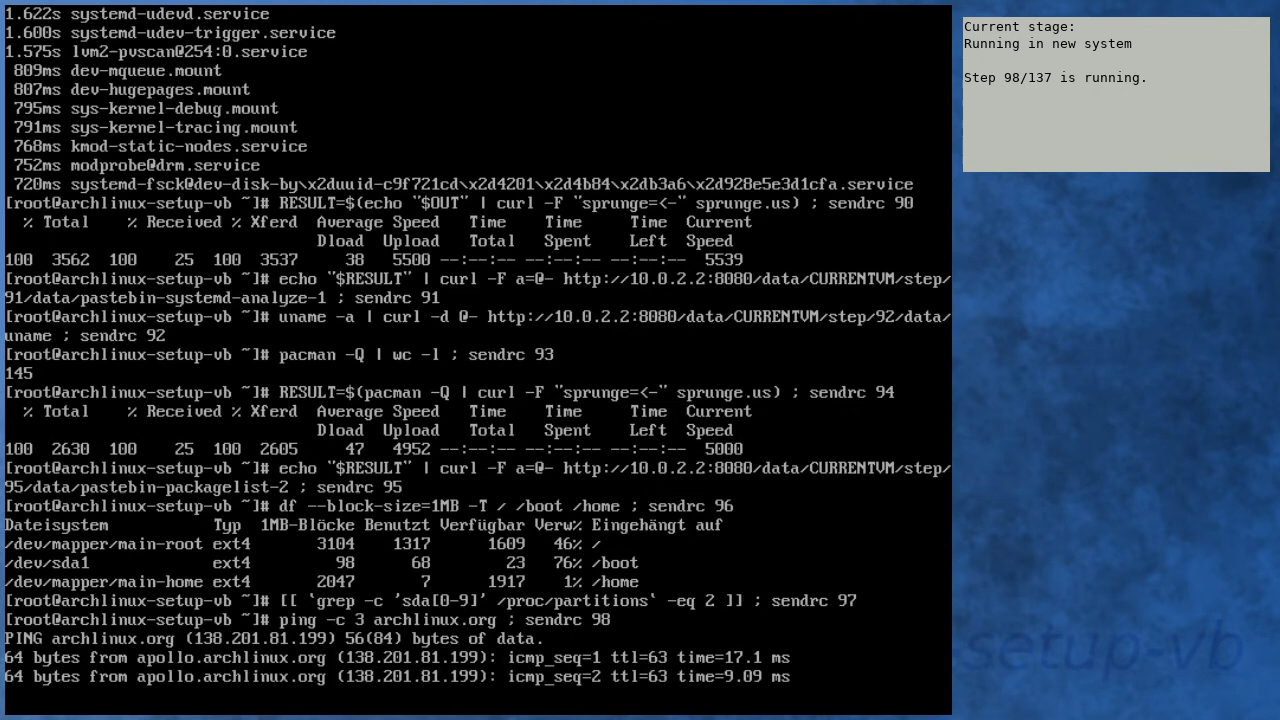 1.622s systemd-udevd.service
1.600s systemd-udev-trigger.service
1.575s lvm2-pvscan@254:0.service
 809ms dev-mqueue.mount
 807ms dev-hugepages.mount
 795ms sys-kernel-debug.mount
 791ms sys-kernel-tracing.mount
 768ms kmod-static-nodes.service
 752ms modprobe@drm.service
 720ms systemd-fsck@dev-disk-by\x2duuid-c9f721cd\x2d4201\x2d4b84\x2db3a6\x2d928e5e3d1cfa.service
[root@archlinux-setup-vb ~]# RESULT=$(echo "$OUT" | curl -F "sprunge=<-" sprunge.us) ; sendrc 90
  % Total    % Received % Xferd  Average Speed   Time    Time     Time  Current
                                 Dload  Upload   Total   Spent    Left  Speed
100  3562  100    25  100  3537     38   5500 --:--:-- --:--:-- --:--:--  5539
[root@archlinux-setup-vb ~]# echo "$RESULT" | curl -F a=@- http://10.0.2.2:8080/data/CURRENTVM/step/
91/data/pastebin-systemd-analyze-1 ; sendrc 91
[root@archlinux-setup-vb ~]# uname -a | curl -d @- http://10.0.2.2:8080/data/CURRENTVM/step/92/data/
uname ; sendrc 92
[root@archlinux-setup-vb ~]# pacman -Q | wc -l ; sendrc 93
145
[root@archlinux-setup-vb ~]# RESULT=$(pacman -Q | curl -F "sprunge=<-" sprunge.us) ; sendrc 94
  % Total    % Received % Xferd  Average Speed   Time    Time     Time  Current
                                 Dload  Upload   Total   Spent    Left  Speed
100  2630  100    25  100  2605     47   4952 --:--:-- --:--:-- --:--:--  5000
[root@archlinux-setup-vb ~]# echo "$RESULT" | curl -F a=@- http://10.0.2.2:8080/data/CURRENTVM/step/
95/data/pastebin-packagelist-2 ; sendrc 95
[root@archlinux-setup-vb ~]# df --block-size=1MB -T / /boot /home ; sendrc 96
Dateisystem           Typ  1MB-Blöcke Benutzt Verfügbar Verw% Eingehängt auf
/dev/mapper/main-root ext4       3104    1317      1609   46% /
/dev/sda1             ext4         98      68        23   76% /boot
/dev/mapper/main-home ext4       2047       7      1917    1% /home
[root@archlinux-setup-vb ~]# [[ `grep -c 'sda[0-9]' /proc/partitions` -eq 2 ]] ; sendrc 97
[root@archlinux-setup-vb ~]# ping -c 3 archlinux.org ; sendrc 98
PING archlinux.org (138.201.81.199) 56(84) bytes of data.
64 bytes from apollo.archlinux.org (138.201.81.199): icmp_seq=1 ttl=63 time=17.1 ms
64 bytes from apollo.archlinux.org (138.201.81.199): icmp_seq=2 ttl=63 time=9.09 ms
Current stage:
Running in new system
Step 98/137 is running.
setup-vb